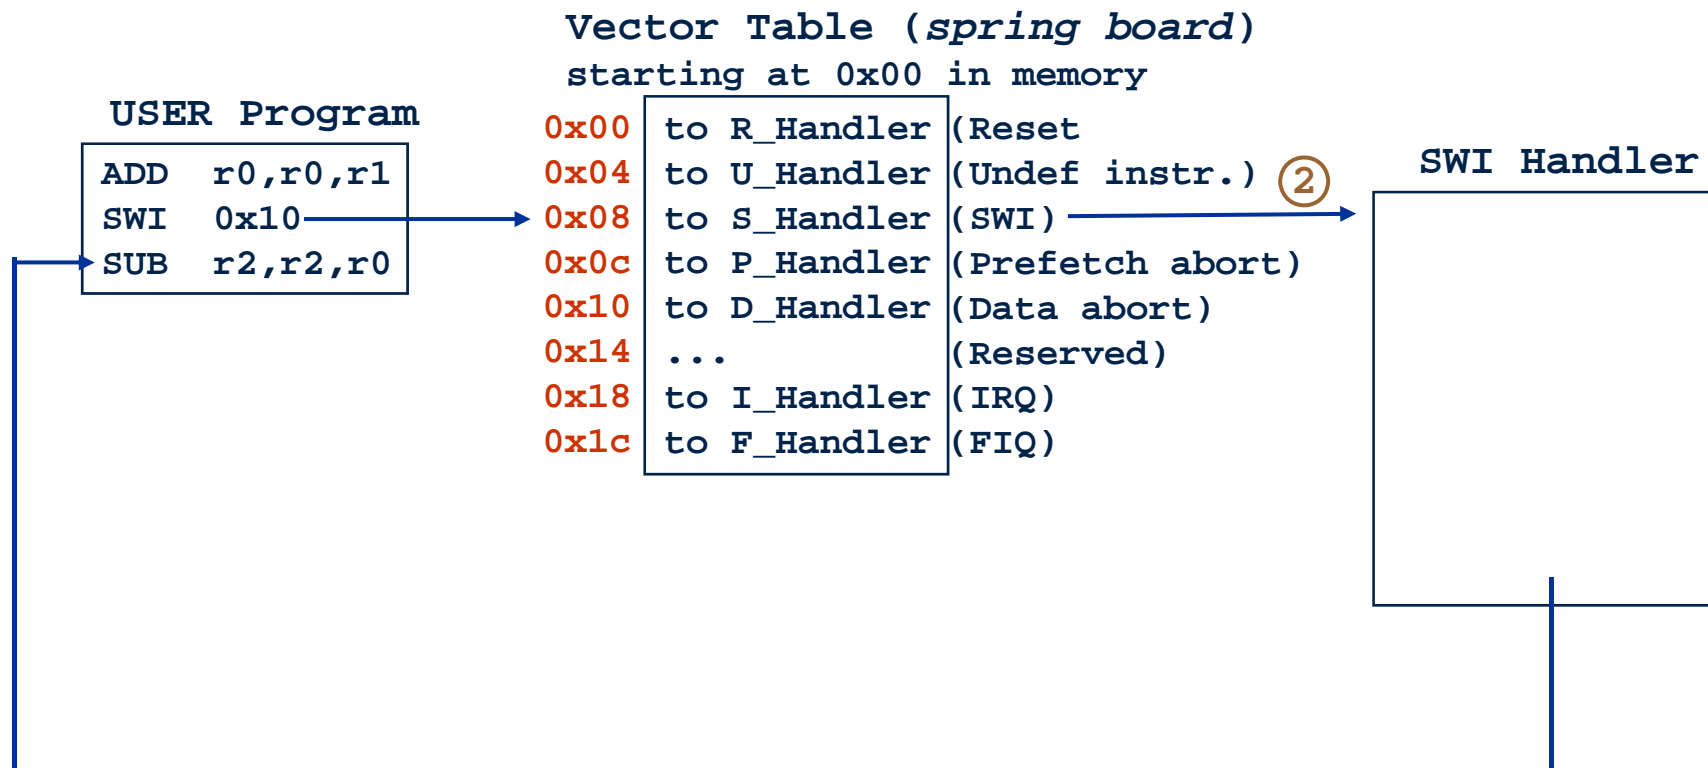 Vector Table (spring board)
starting at 0x00 in memory
USER Program
ADD r0,r0,r1
SWI 0x10
SUB r2,r2,r0
0x00 to R_Handler (Reset
0x04 to U_Handler (Undef instr.)
0x08 to S_Handler (SWI)
0x0c to P_Handler (Prefetch abort)
0x10 to D_Handler (Data abort)
0x14 ... (Reserved)
0x18 to I_Handler (IRQ)
0x1c to F_Handler (FIQ)
2
SWI Handler